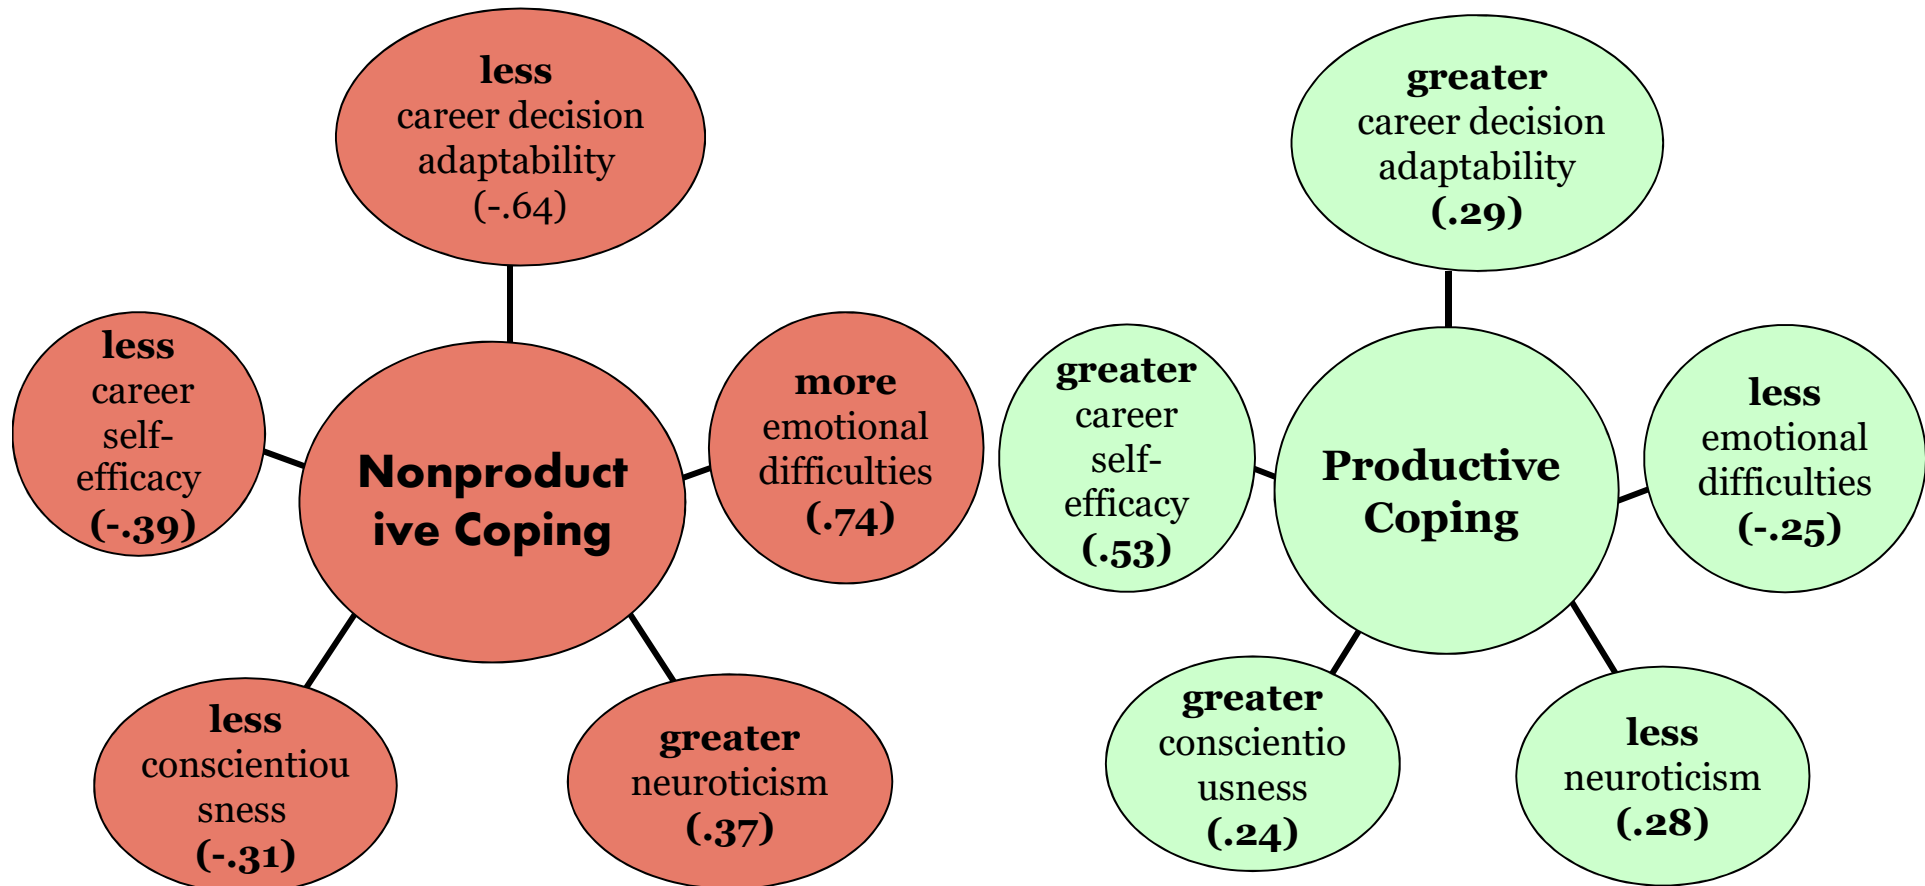 less
career decision
adaptability
(-.64)
less
career
self-
efficacy
(-.39)
Nonproduct
ive Coping
more
emotional
difficulties
(.74)
less
conscientiou
sness
(-.31)
greater
neuroticism
(.37)
greater
career decision
adaptability
(.29)
greater
career
self-
efficacy
(.53)
Productive
Coping
less
emotional
difficulties
(-.25)
greater
conscientio
usness
(.24)
less
neuroticism
(.28)